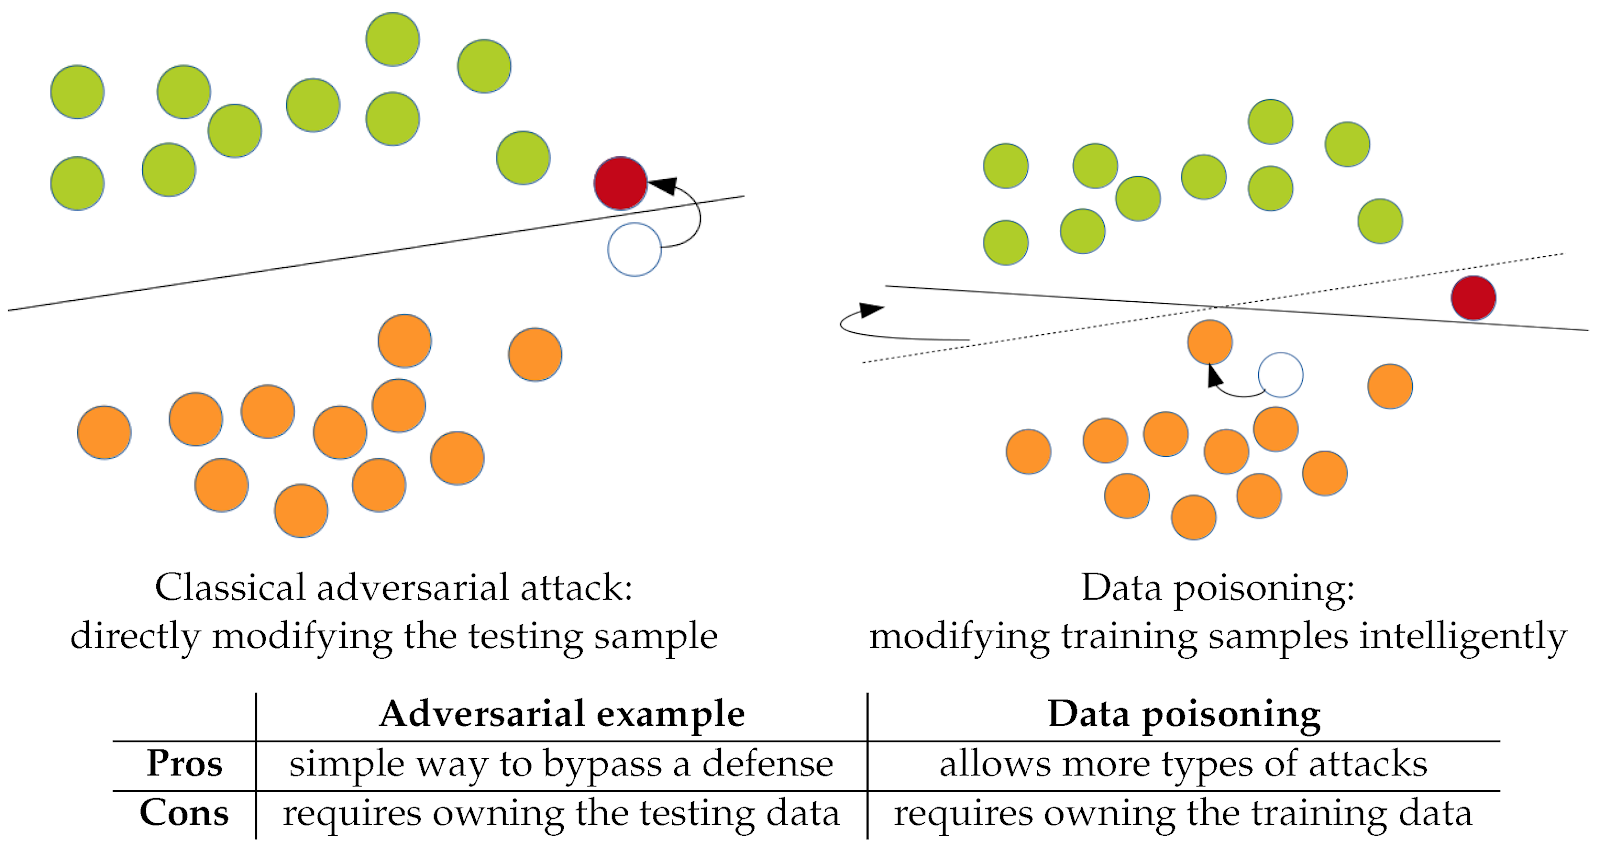 Classical adversarial attack:
directly modifying the testing sample
Data poisoning:
modifying training samples intelligently
Adversarial example Data poisoning
Pros simple way to bypass a defense allows more types of attacks
Cons requires owning the testing data requires owning the training data